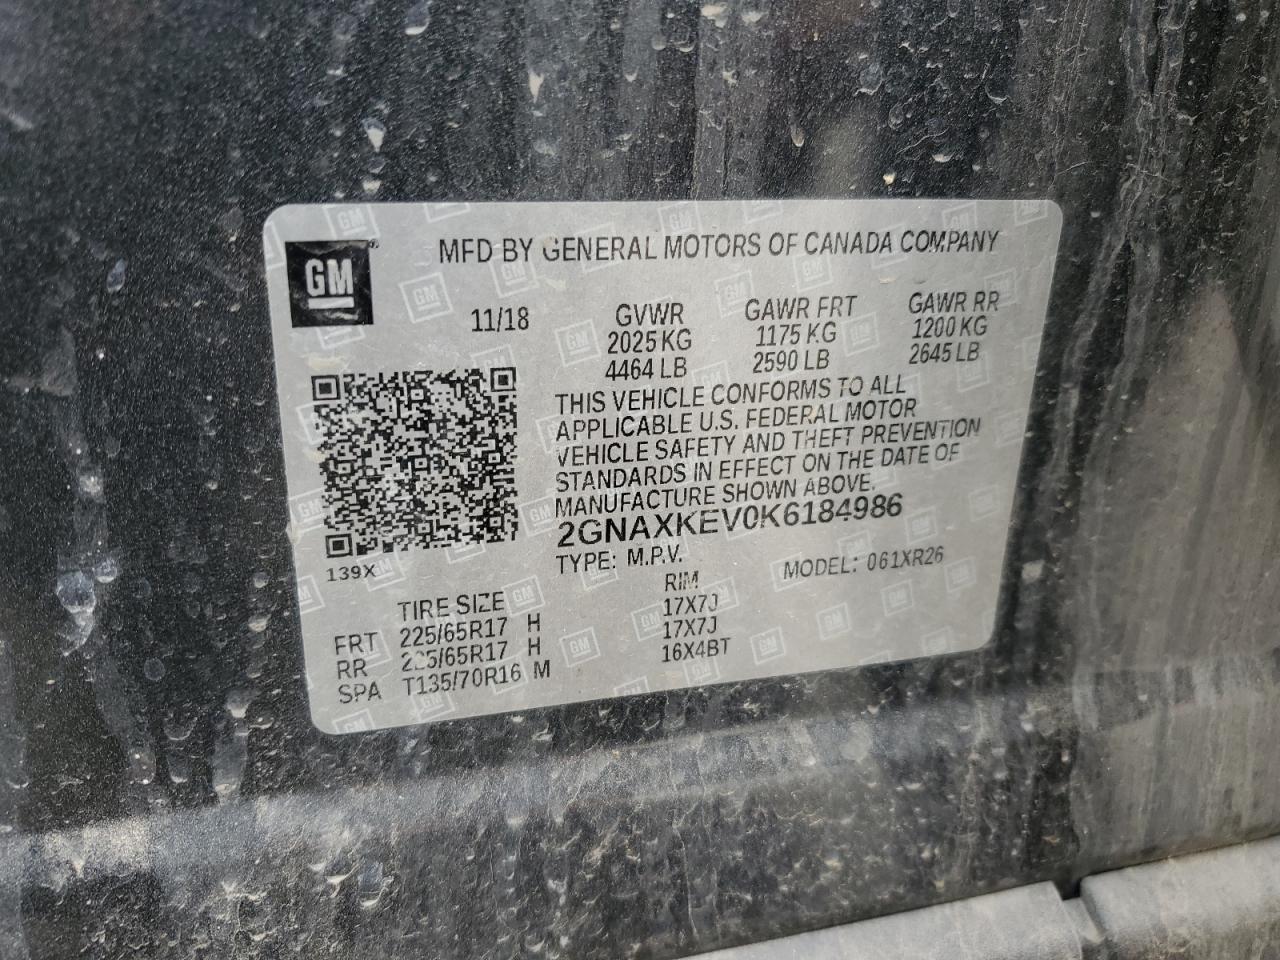 GM
MFD BY GENERAL MOTORS OF CANADA COMPANY
11/18
GVWR GAWR FRT GAWR RR
2025 KG 1175 KG 1200 KG
4464 LB 2590 LB 2645 LB
THIS VEHICLE CONFORMS TO ALL
APPLICABLE U.S. FEDERAL MOTOR
VEHICLE SAFETY AND THEFT PREVENTION
STANDARDS IN EFFECT ON THE DATE OF
MANUFACTURE SHOWN ABOVE.
2GNAXKEV0K6184986
TYPE: M.P.V. MODEL: 061XR26
139X
TIRE SIZE RIM
FRT 225/65R17 H 17X7J
RR 225/65R17 H 17X7J
SPA T135/70R16 M 16X4BT